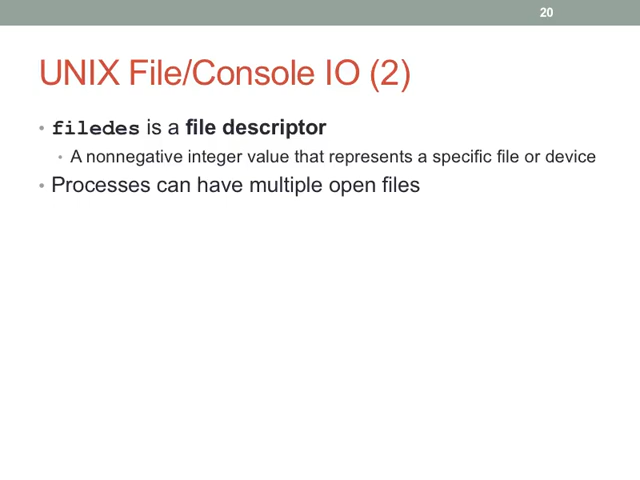 20
UNIX File/Console IO (2)
• filedes is a file descriptor
• A nonnegative integer value that represents a specific file or device
• Processes can have multiple open files